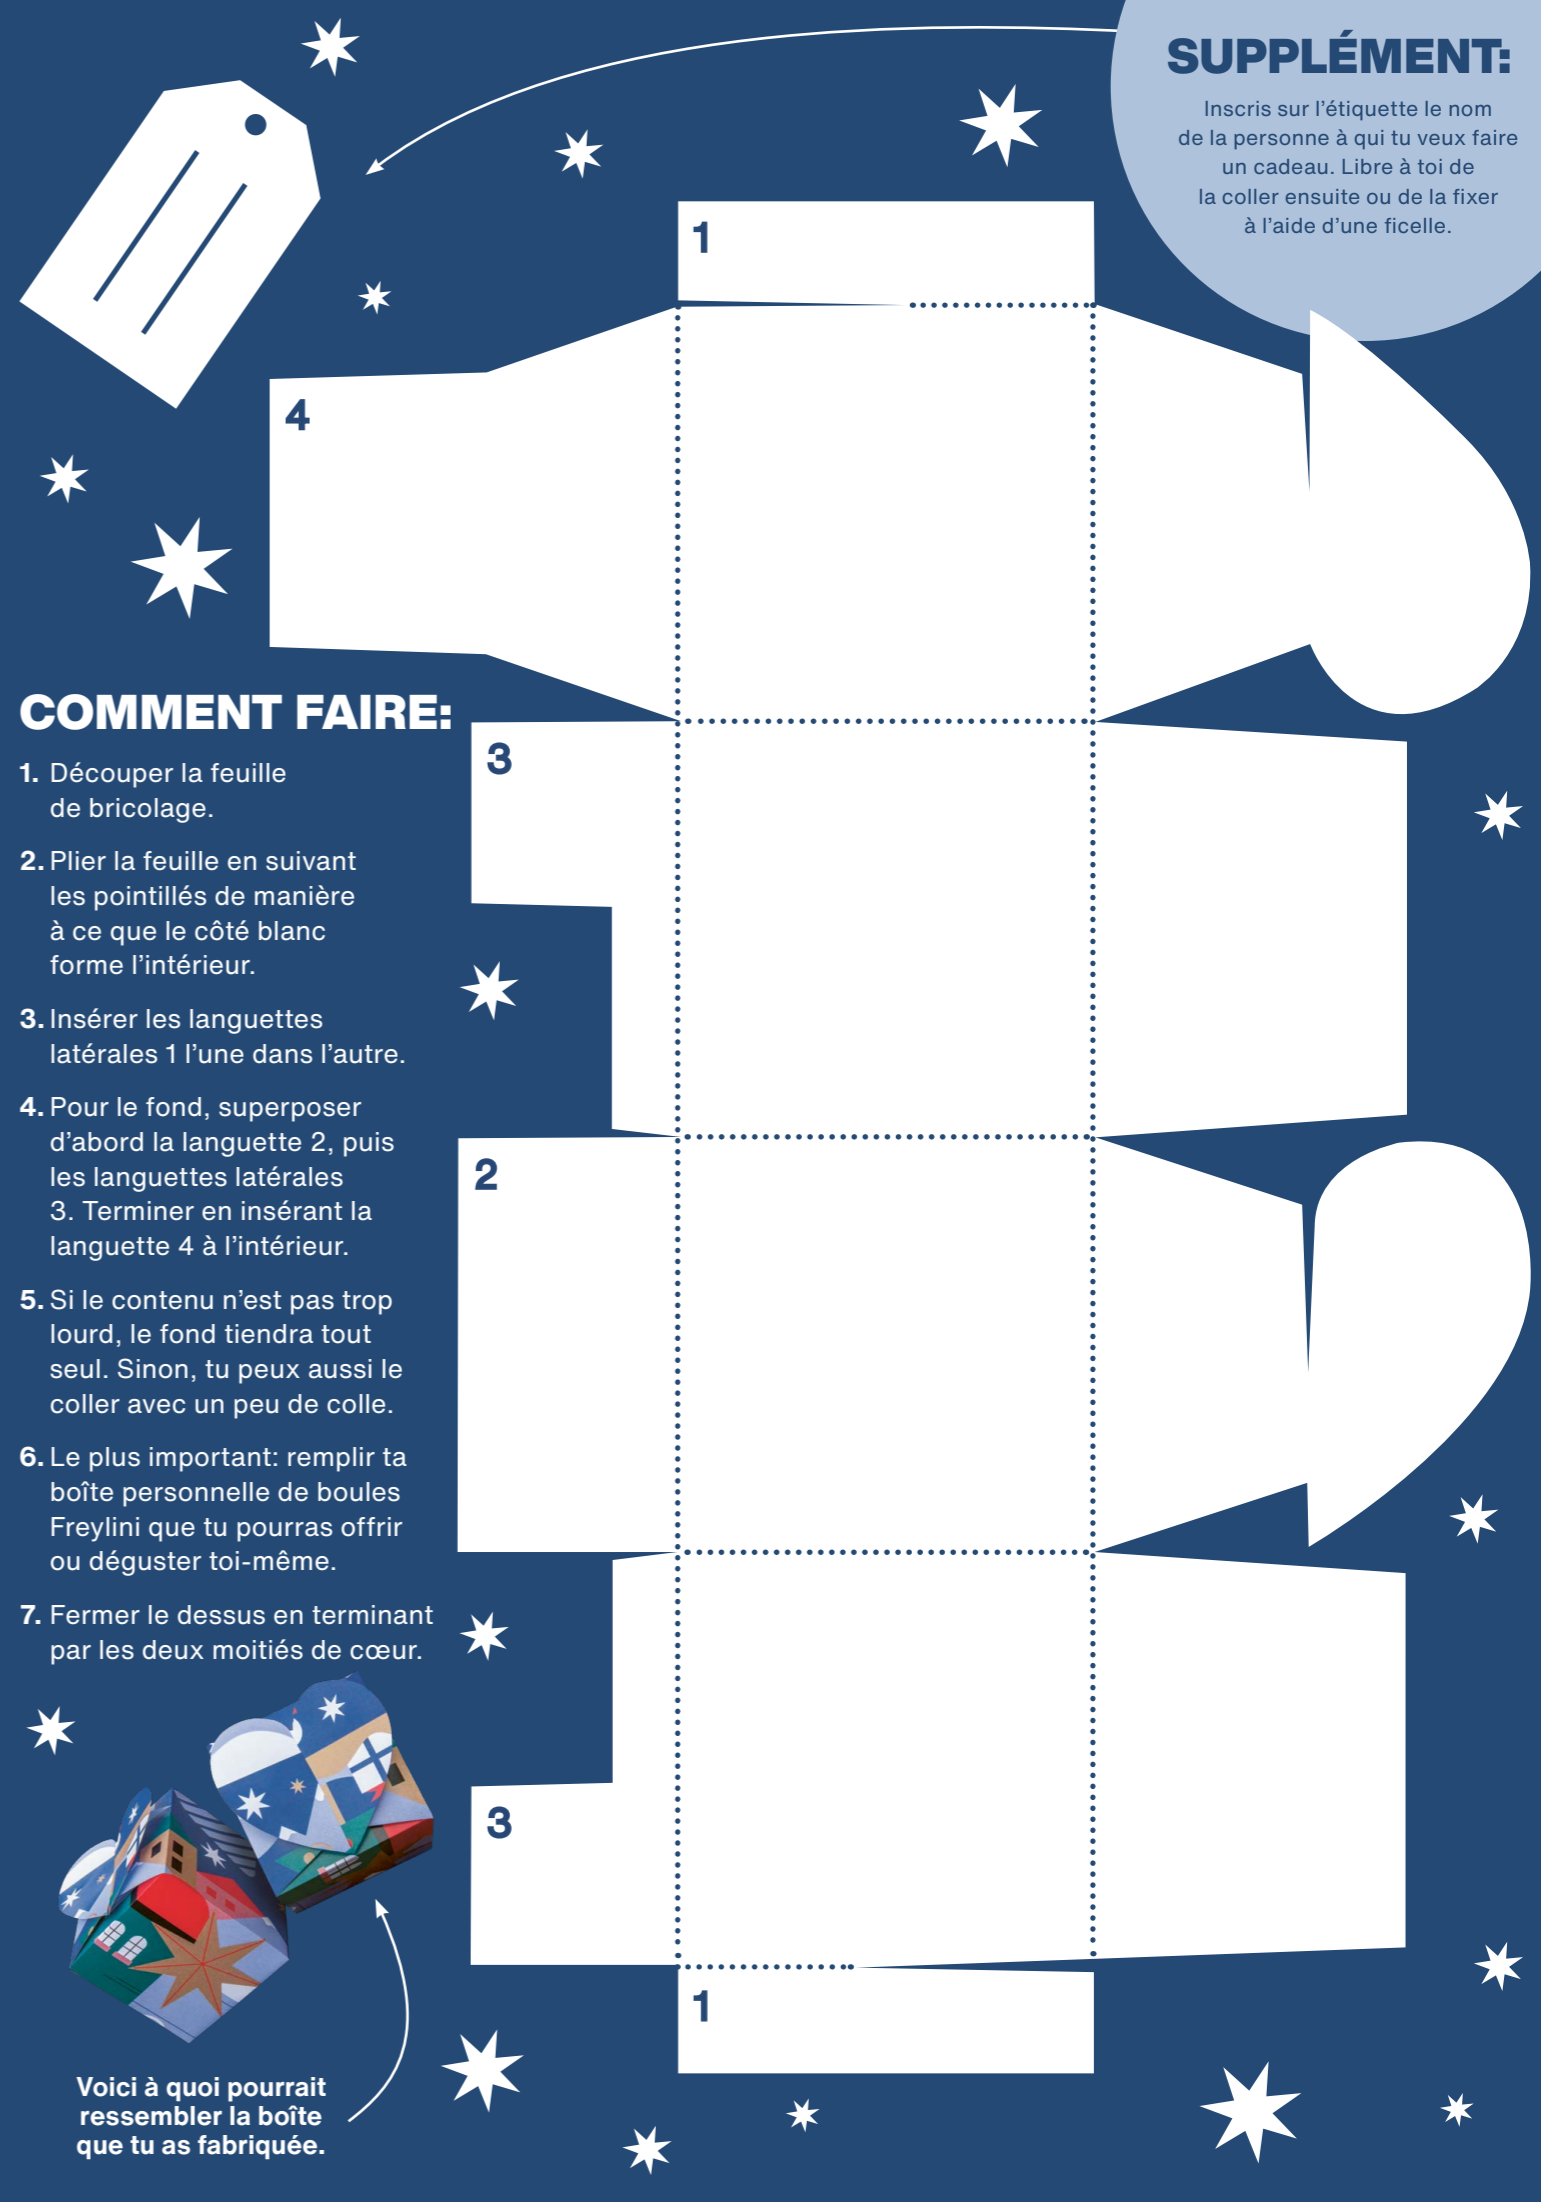 SUPPLÉMENT:
Inscris sur l’étiquette le nom
de la personne à qui tu veux faire
un cadeau. Libre à toi de
la coller ensuite ou de la fixer
à l’aide d’une ficelle.
1
4
COMMENT FAIRE:
1. Découper la feuille
de bricolage.
2. Plier la feuille en suivant
les pointillés de manière
à ce que le côté blanc
forme l’intérieur.
3. Insérer les languettes
latérales 1 l’une dans l’autre.
4. Pour le fond, superposer
d’abord la languette 2, puis
les languettes latérales
3. Terminer en insérant la
languette 4 à l’intérieur.
5. Si le contenu n’est pas trop
lourd, le fond tiendra tout
seul. Sinon, tu peux aussi le
coller avec un peu de colle.
6. Le plus important: remplir ta
boîte personnelle de boules
Freylini que tu pourras offrir
ou déguster toi-même.
7. Fermer le dessus en terminant
par les deux moitiés de cœur.
3
2
3
1
Voici à quoi pourrait
ressembler la boîte
que tu as fabriquée.